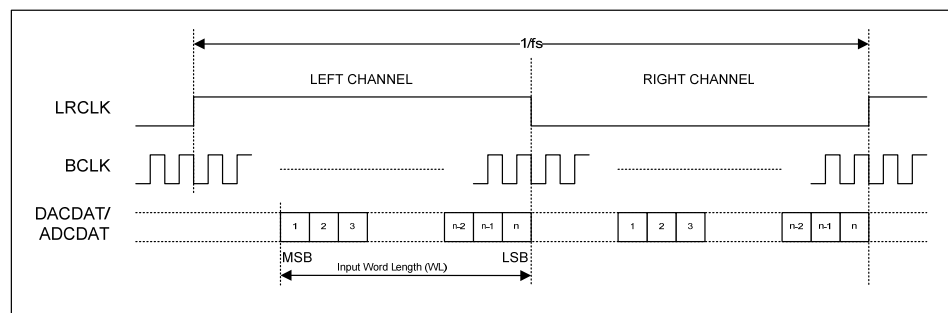 1/fs
LEFT CHANNEL
RIGHT CHANNEL
LRCLK
BCLK
DACDAT/
ADCDAT
1 2 3 n-2 n-1 n 1 2 3 n-2 n-1 n
MSB LSB
Input Word Length (WL)